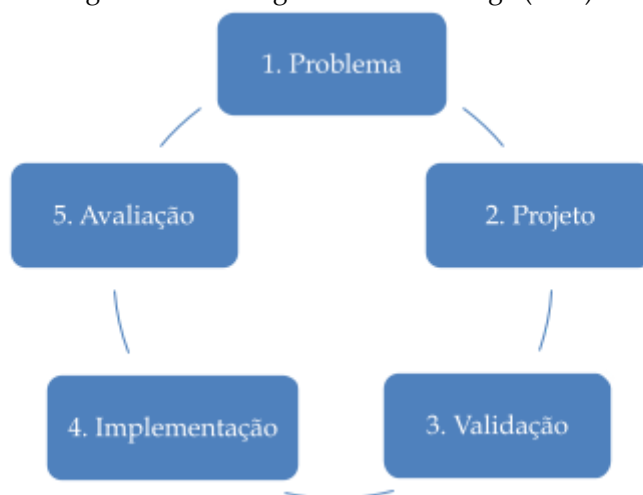 1. Problema
2. Projeto
3. Validação
4. Implementação
5. Avaliação